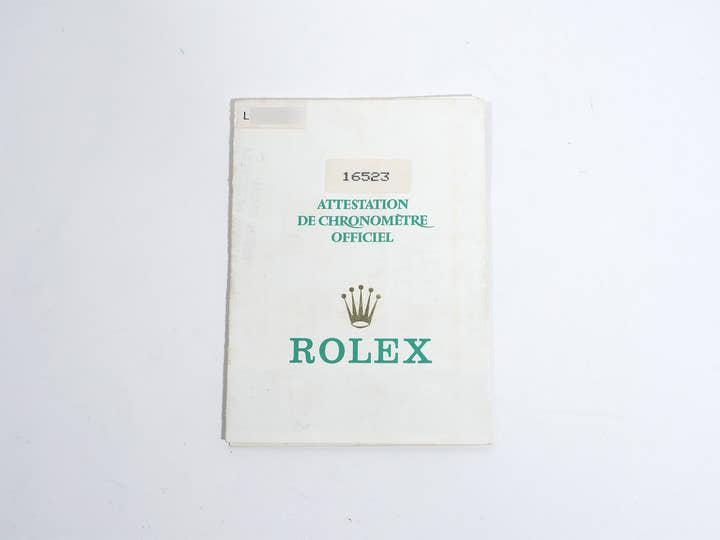 L
16523
ATTESTATION
DE CHRONOMÈTRE
OFFICIEL
ROLEX